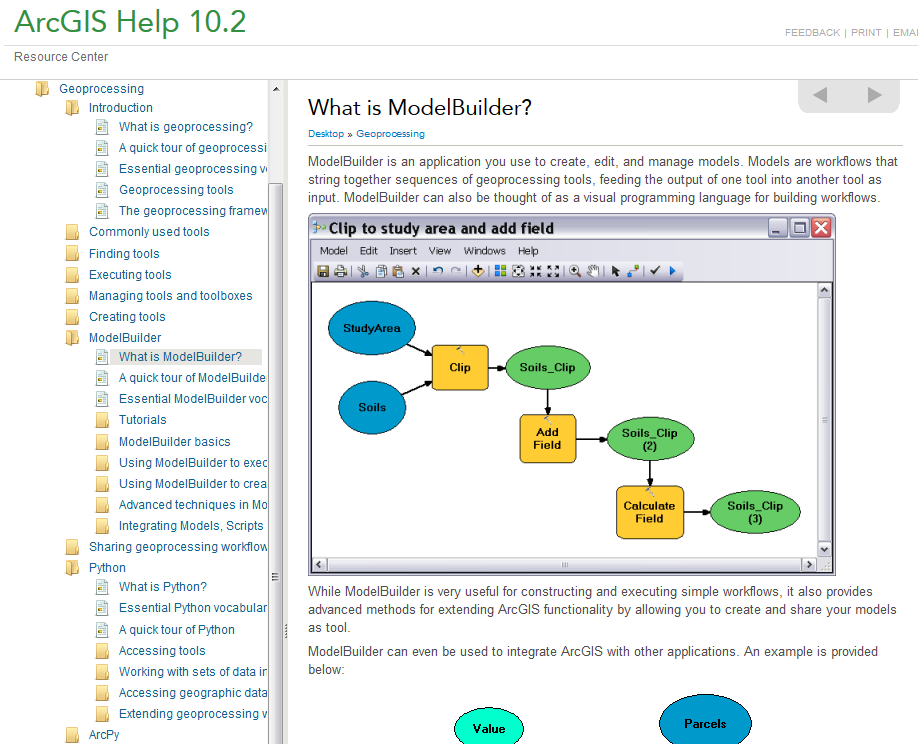 ArcGIS Help 10.2
FEEDBACK | PRINT |
Resource Center
Geoprocessing
Introduction
What is geoprocessing?
A quick tour of
Essential geoprocessing
Geoprocessing tools
The geoprocessing
Commonly used tools
Finding tools
Executing tools
Managing tools and toolboxes
Creating tools
ModelBuilder
What is ModelBuilder?
A quick tour of ModelBuilder
Essential ModelBuilder
Tutorials
ModelBuilder basics
Using ModelBuilder to
Using ModelBuilder to
Advanced techniques in
Integrating Models, Scripts
Sharing geoprocessing
Python
What is Python?
Essential Python
A quick tour of Python
Accessing tools
Working with sets of data
Accessing geographic data
Extending geoprocessing
ArcPy
What is ModelBuilder?
Desktop » Geoprocessing
ModelBuilder is an application you use to create, edit, and manage models. Models are workflows that
string together sequences of geoprocessing tools, feeding the output of one tool into another tool as
input. ModelBuilder can also be thought of as a visual programming language for building workflows.
Clip to study area and add field
Model Edit Insert View Windows Help
StudyArea
Clip
Soils_Clip
Soils
Add
Field
Soils_Clip
(2)
Calculate
Field
Soils_Clip
(3)
While ModelBuilder is very useful for constructing and executing simple workflows, it also provides
advanced methods for extending ArcGIS functionality by allowing you to create and share your models
as tool.
ModelBuilder can even be used to integrate ArcGIS with other applications. An example is provided
below:
Value
Parcels